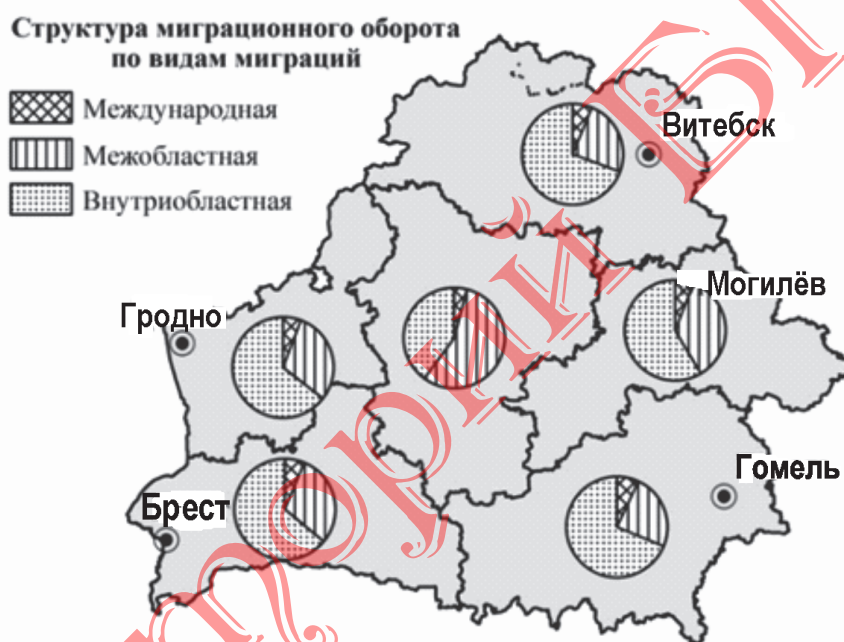 Структура миграционного оборота
по видам миграций
Международная
Межобластная
Внутриобластная
Витебск
Могилёв
Гродно
Гомель
Брест